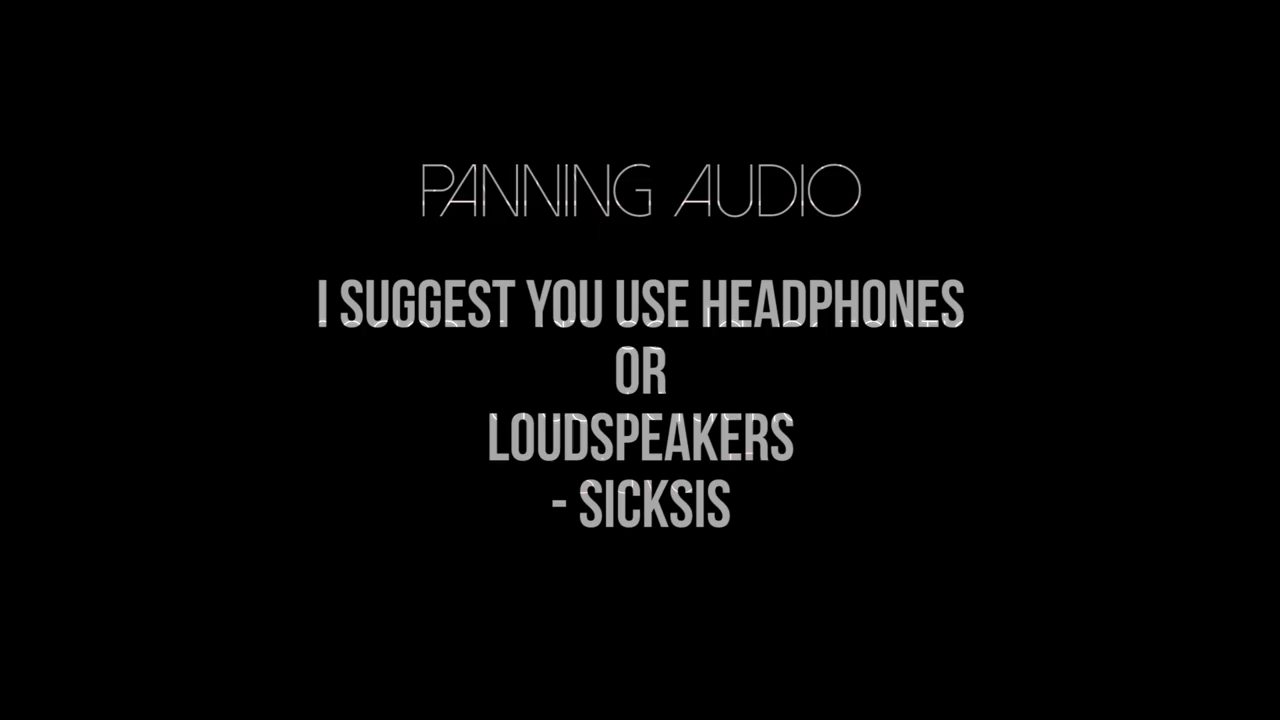 PANNING AUDIO
I SUGGEST YOU USE HEADPHONES
OR
LOUDSPEAKERS
- SICKSIS